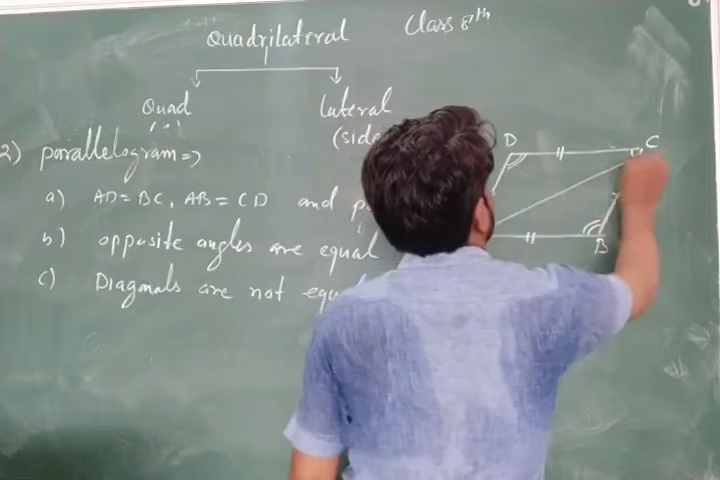 Quadrilateral Class 8th
Quad lateral
(4) (side
2) parallelogram =>
a) AD = BC, AB = CD and p
b) opposite angles are equal
c) Diagonals are not equ
D C
B